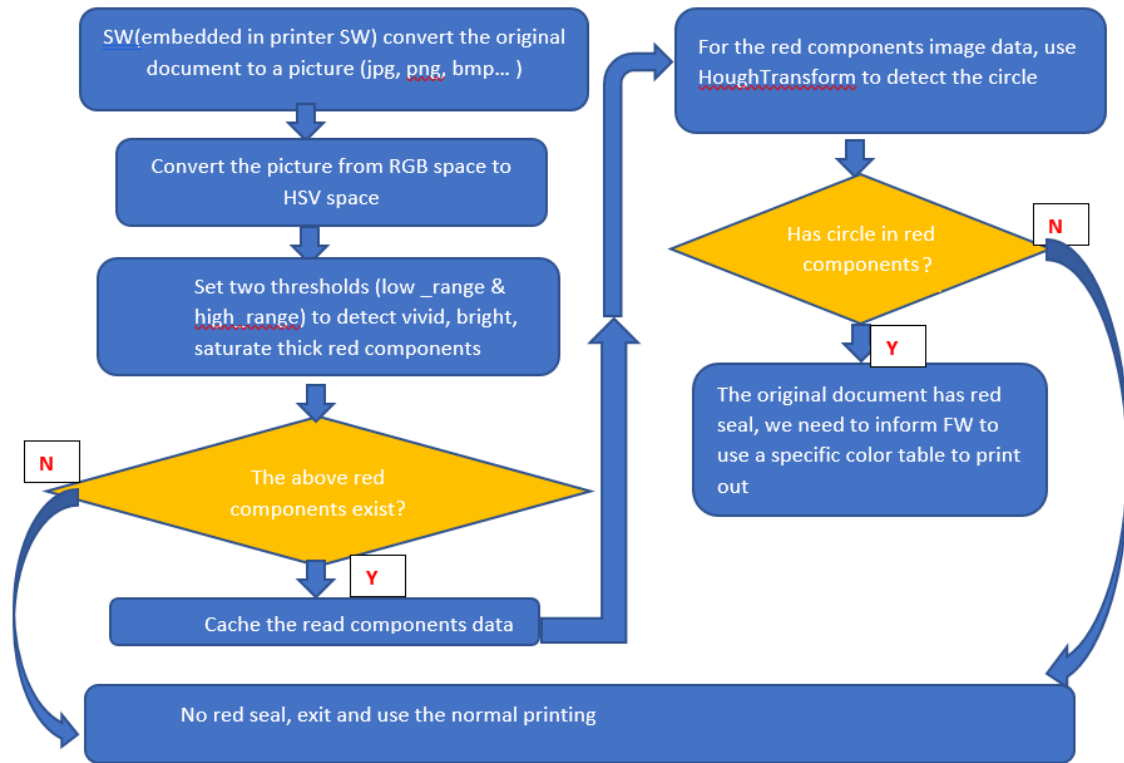 SW(embedded in printer SW) convert the original
document to a picture (jpg, png, bmp... )
Convert the picture from RGB space to
HSV space
Set two thresholds (low _range &
high_range) to detect vivid, bright,
saturate thick red components
N
The above red
components exist?
Y
Cache the read components data
For the red components image data, use
HoughTransform to detect the circle
Has circle in red
components ?
N
Y
The original document has red
seal, we need to inform FW to
use a specific color table to print
out
No red seal, exit and use the normal printing